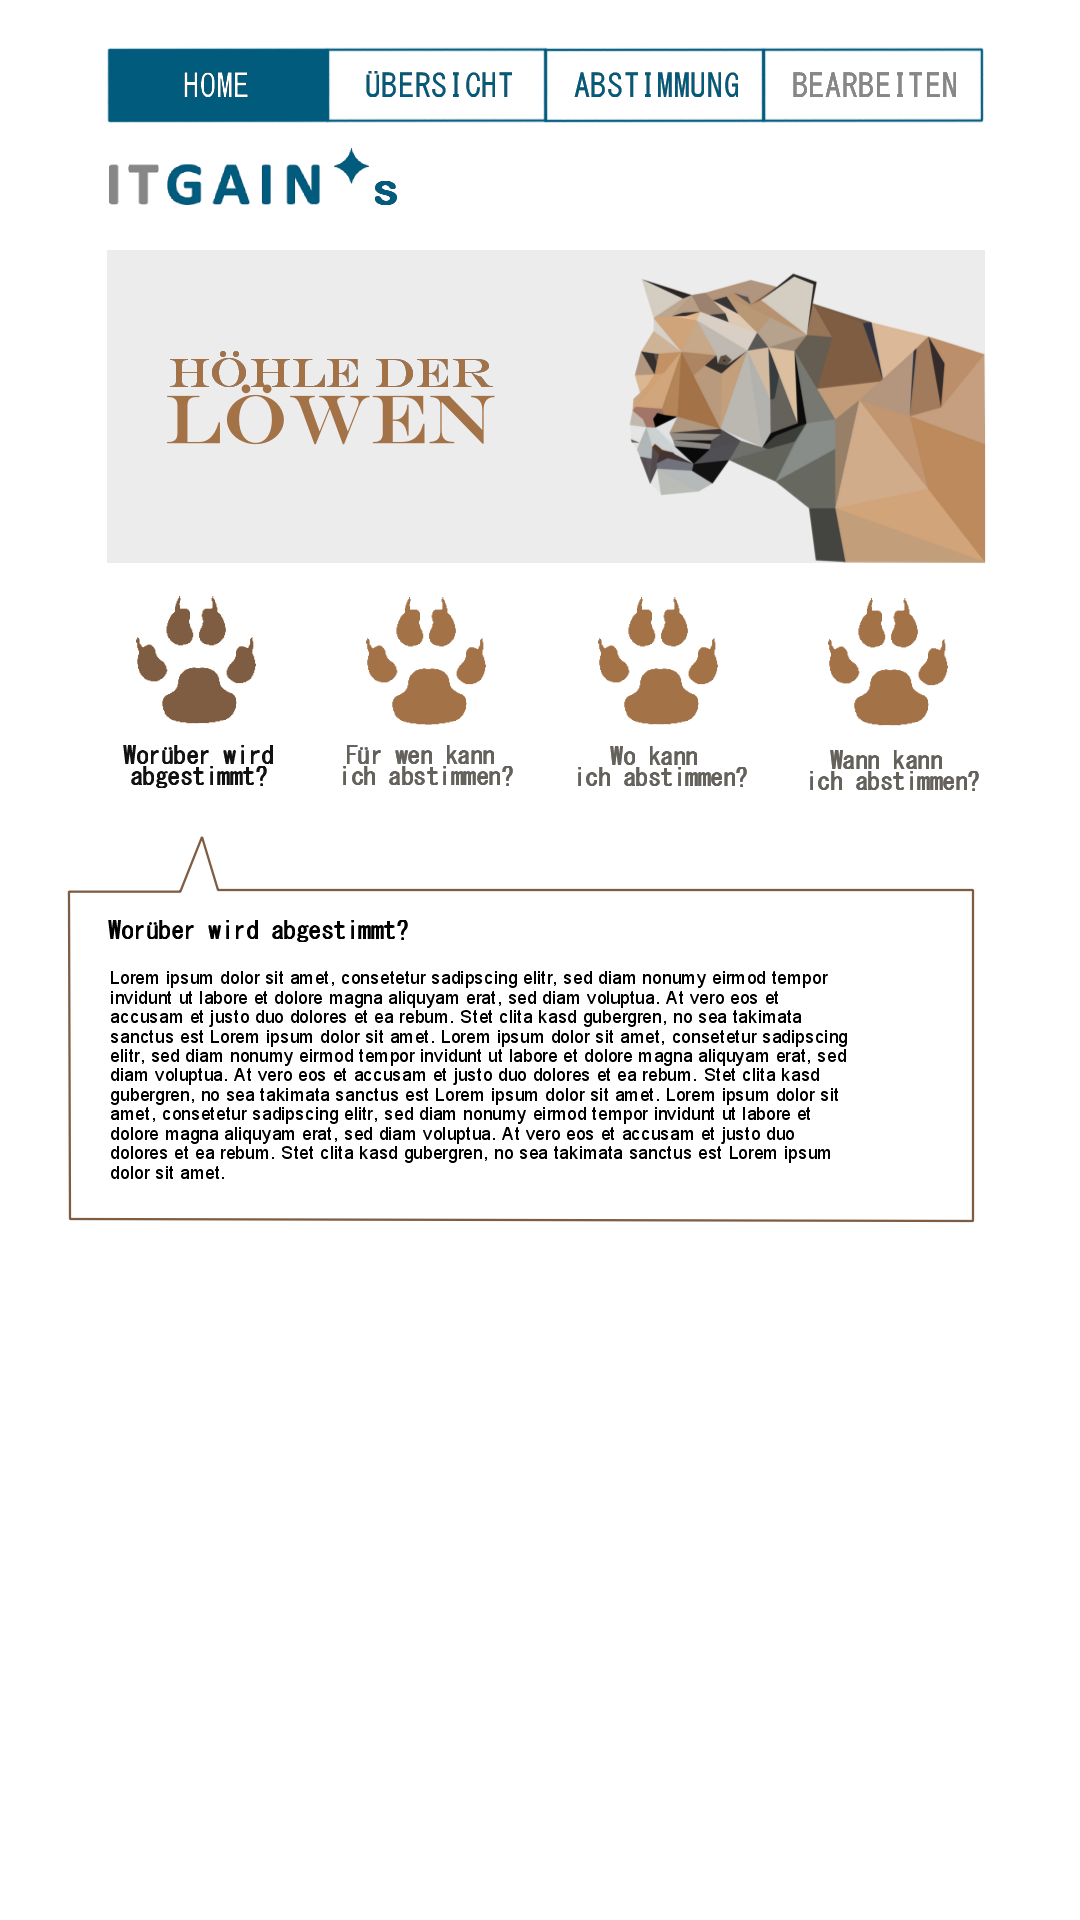 HOME ÜBERSICHT ABSTIMMUNG BEARBEITEN
ITGAIN s
HÖHLE DER
LÖWEN
Worüber wird
abgestimmt?
Für wen kann
ich abstimmen?
Wo kann
ich abstimmen?
Wann kann
ich abstimmen?
Worüber wird abgestimmt?
Lorem ipsum dolor sit amet, consetetur sadipscing elitr, sed diam nonumy eirmod tempor
invidunt ut labore et dolore magna aliquyam erat, sed diam voluptua. At vero eos et
accusam et justo duo dolores et ea rebum. Stet clita kasd gubergren, no sea takimata
sanctus est Lorem ipsum dolor sit amet. Lorem ipsum dolor sit amet, consetetur sadipscing
elitr, sed diam nonumy eirmod tempor invidunt ut labore et dolore magna aliquyam erat, sed
diam voluptua. At vero eos et accusam et justo duo dolores et ea rebum. Stet clita kasd
gubergren, no sea takimata sanctus est Lorem ipsum dolor sit amet. Lorem ipsum dolor sit
amet, consetetur sadipscing elitr, sed diam nonumy eirmod tempor invidunt ut labore et
dolore magna aliquyam erat, sed diam voluptua. At vero eos et accusam et justo duo
dolores et ea rebum. Stet clita kasd gubergren, no sea takimata sanctus est Lorem ipsum
dolor sit amet.